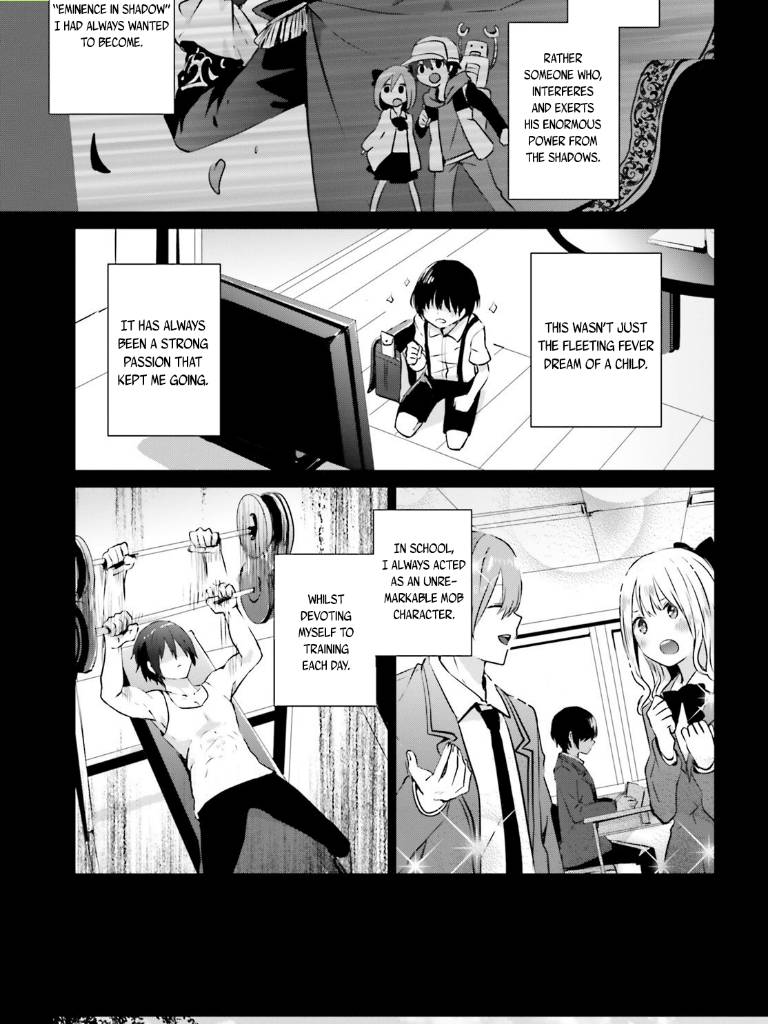 RATHER
SOMEONE WHO,
INTERFERES
AND EXERTS
HIS ENORMOUS
POWER FROM
THE SHADOWS.
"EMINENCE IN SHADOW"
I HAD ALWAYS WANTED
TO BECOME.
THIS WASN'T JUST
THE FLEETING FEVER
DREAM OF A CHILD.
IT HAS ALWAYS
BEEN A STRONG
PASSION THAT
KEPT ME GOING.
IN SCHOOL,
I ALWAYS ACTED
AS AN UNRE-
MARKABLE MOB
CHARACTER.
WHILST
DEVOTING
MYSELF TO
TRAINING
EACH DAY.